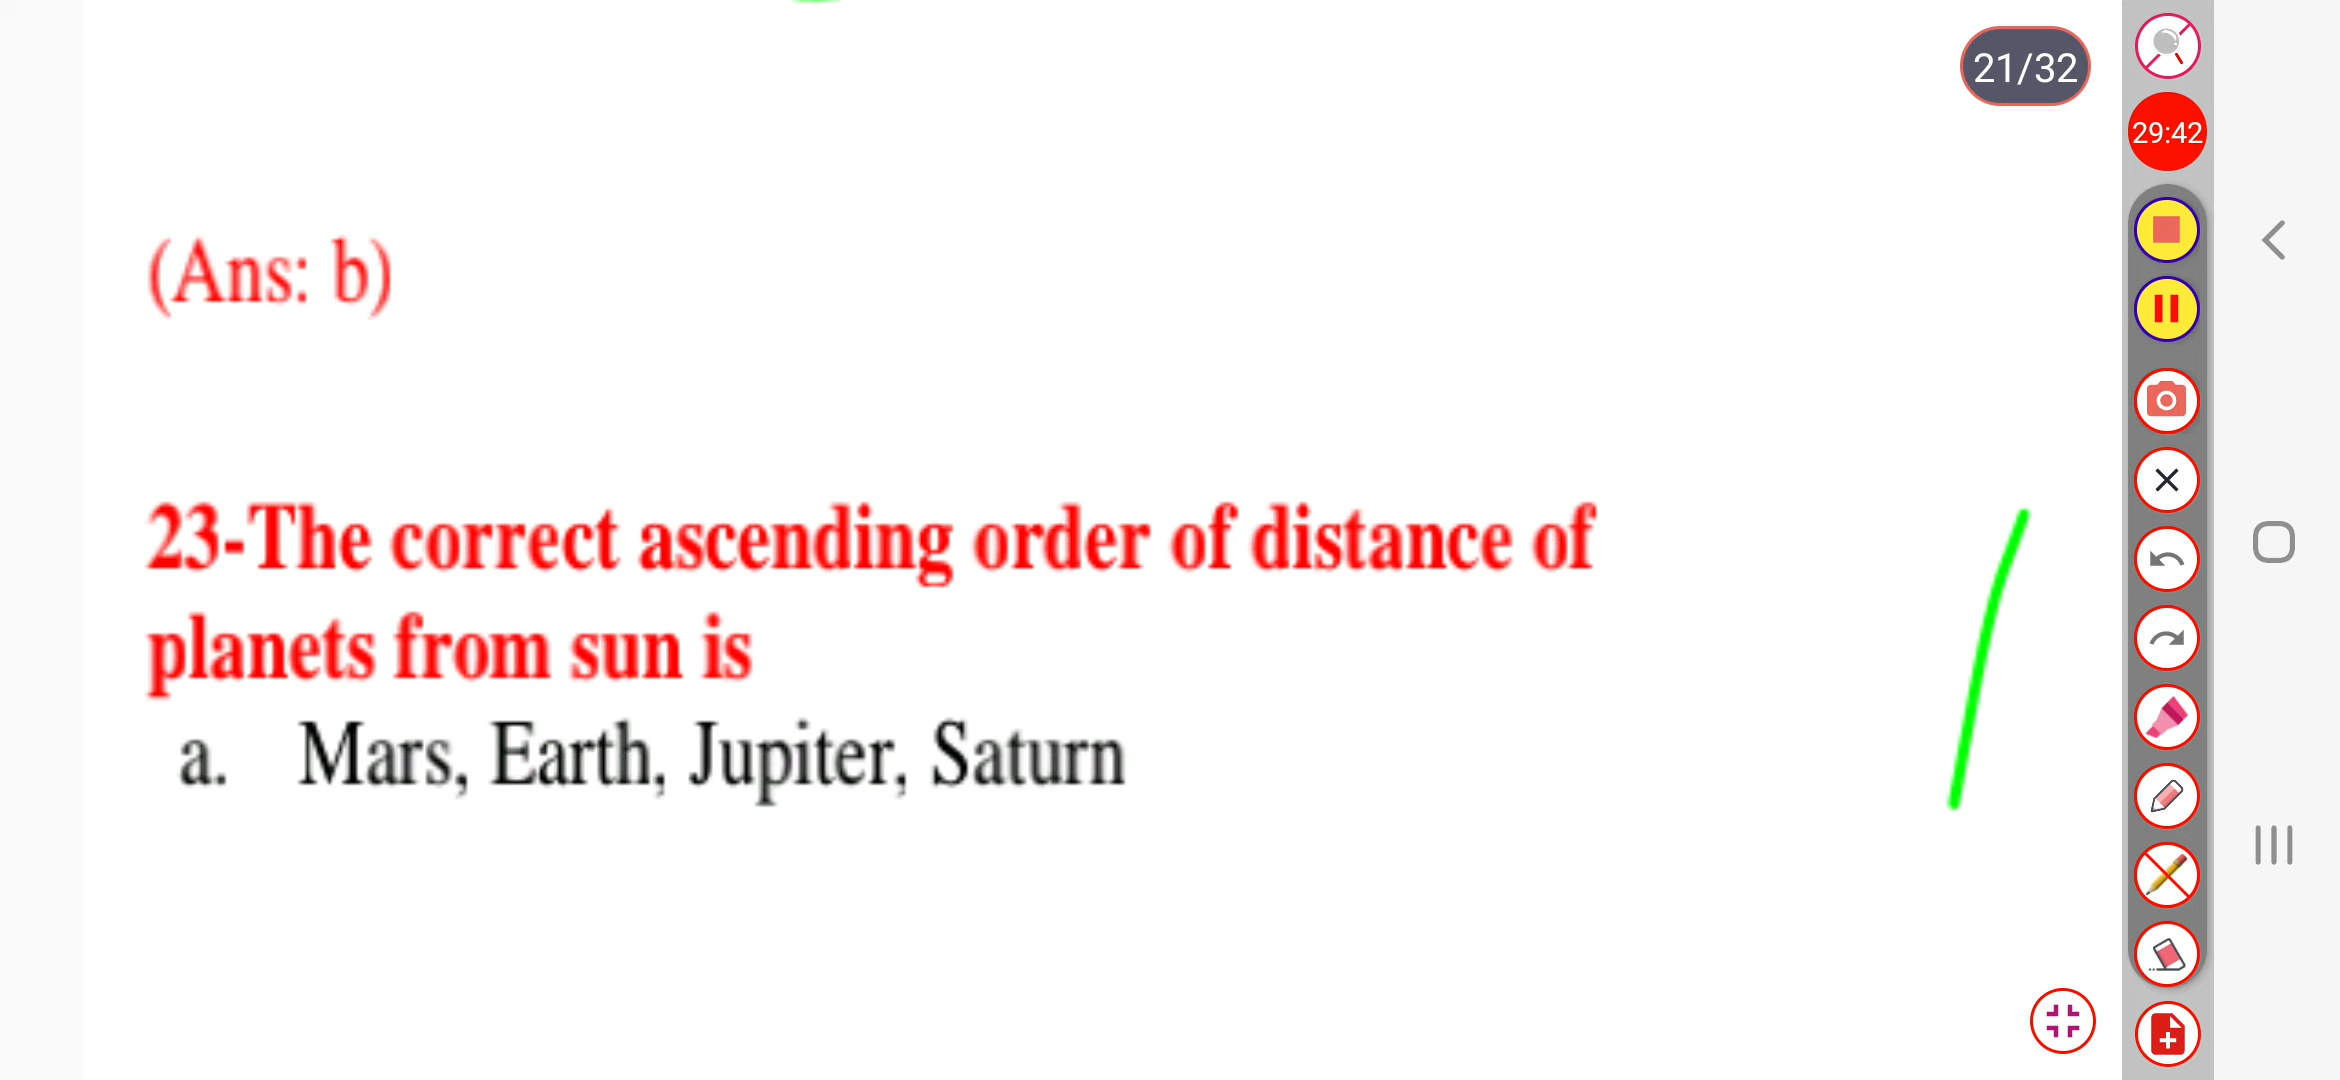 21/32
29:42
(Ans: b)
23-The correct ascending order of distance of
planets from sun is
a. Mars, Earth, Jupiter, Saturn